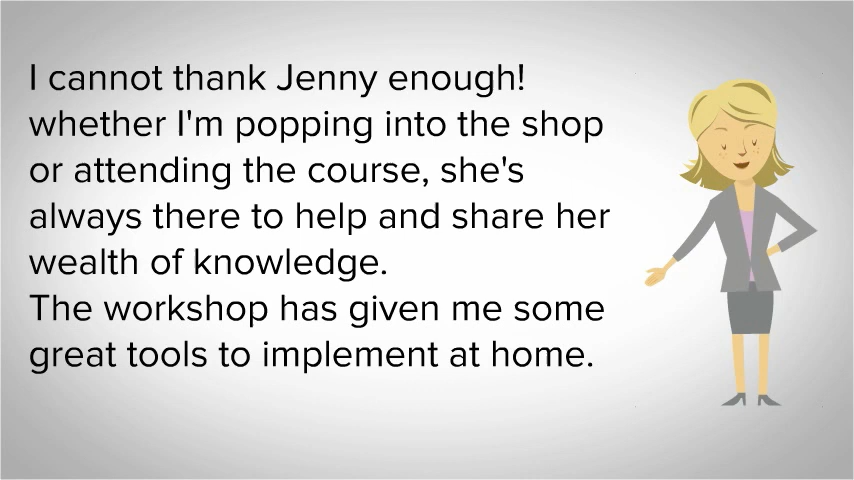 I cannot thank Jenny enough!
whether I'm popping into the shop
or attending the course, she's
always there to help and share her
wealth of knowledge.
The workshop has given me some
great tools to implement at home.